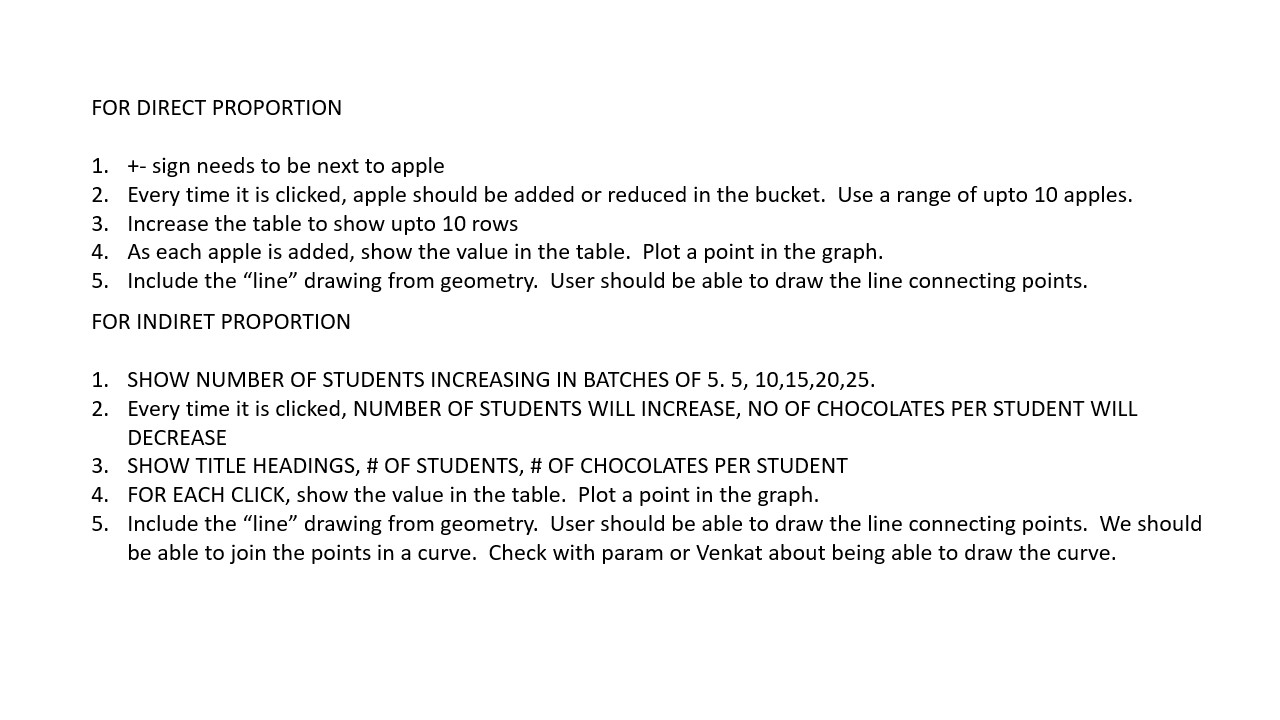 FOR DIRECT PROPORTION
1. +- sign needs to be next to apple
2. Every time it is clicked, apple should be added or reduced in the bucket.  Use a range of upto 10 apples.
3. Increase the table to show upto 10 rows
4. As each apple is added, show the value in the table.  Plot a point in the graph.
5. Include the “line” drawing from geometry.  User should be able to draw the line connecting points.
FOR INDIRET PROPORTION
1. SHOW NUMBER OF STUDENTS INCREASING IN BATCHES OF 5. 5, 10,15,20,25.
2. Every time it is clicked, NUMBER OF STUDENTS WILL INCREASE, NO OF CHOCOLATES PER STUDENT WILL
DECREASE
3. SHOW TITLE HEADINGS, # OF STUDENTS, # OF CHOCOLATES PER STUDENT
4. FOR EACH CLICK, show the value in the table.  Plot a point in the graph.
5. Include the “line” drawing from geometry.  User should be able to draw the line connecting points.  We should
be able to join the points in a curve.  Check with param or Venkat about being able to draw the curve.